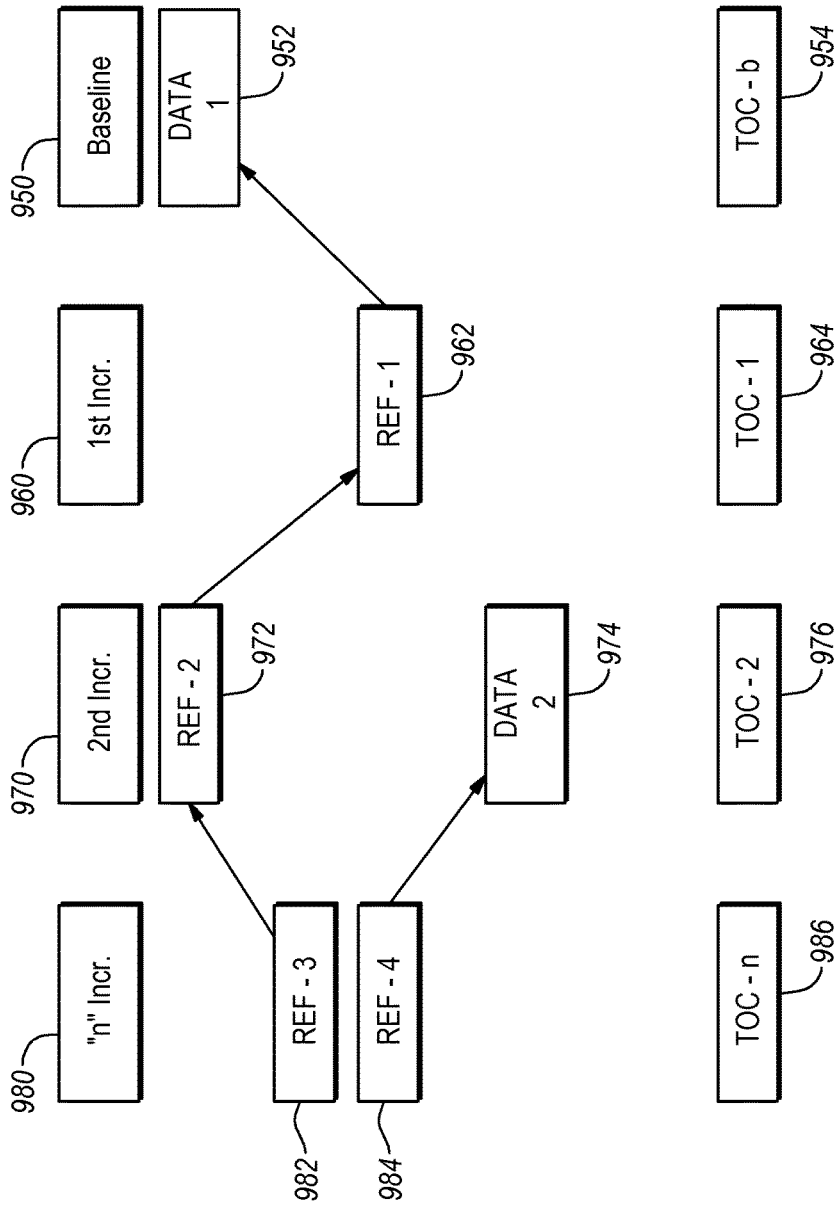 980
970
960
950
"n" Incr.
2nd Incr.
1st Incr.
Baseline
REF - 2
DATA
1
972
952
982
REF - 3
984
REF - 4
REF - 1
962
DATA
2
974
TOC - n
TOC - 2
TOC - 1
TOC - b
986
976
964
954